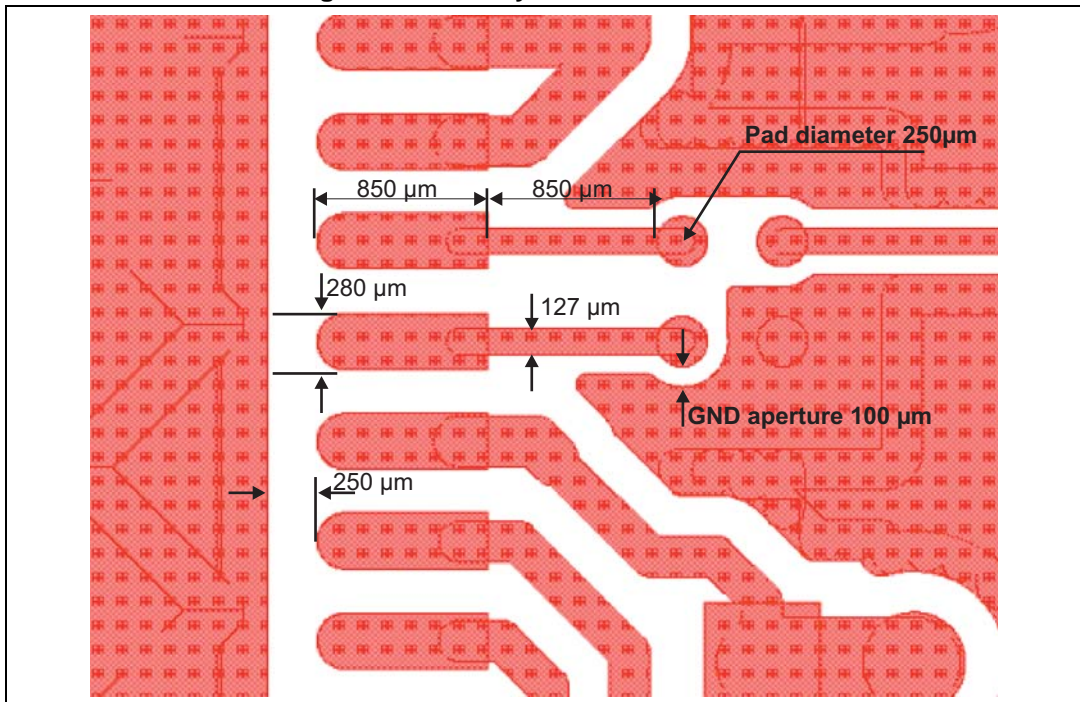 Pad diameter 250µm
850 µm
850 µm
280 µm
127 µm
GND aperture 100 µm
250 µm